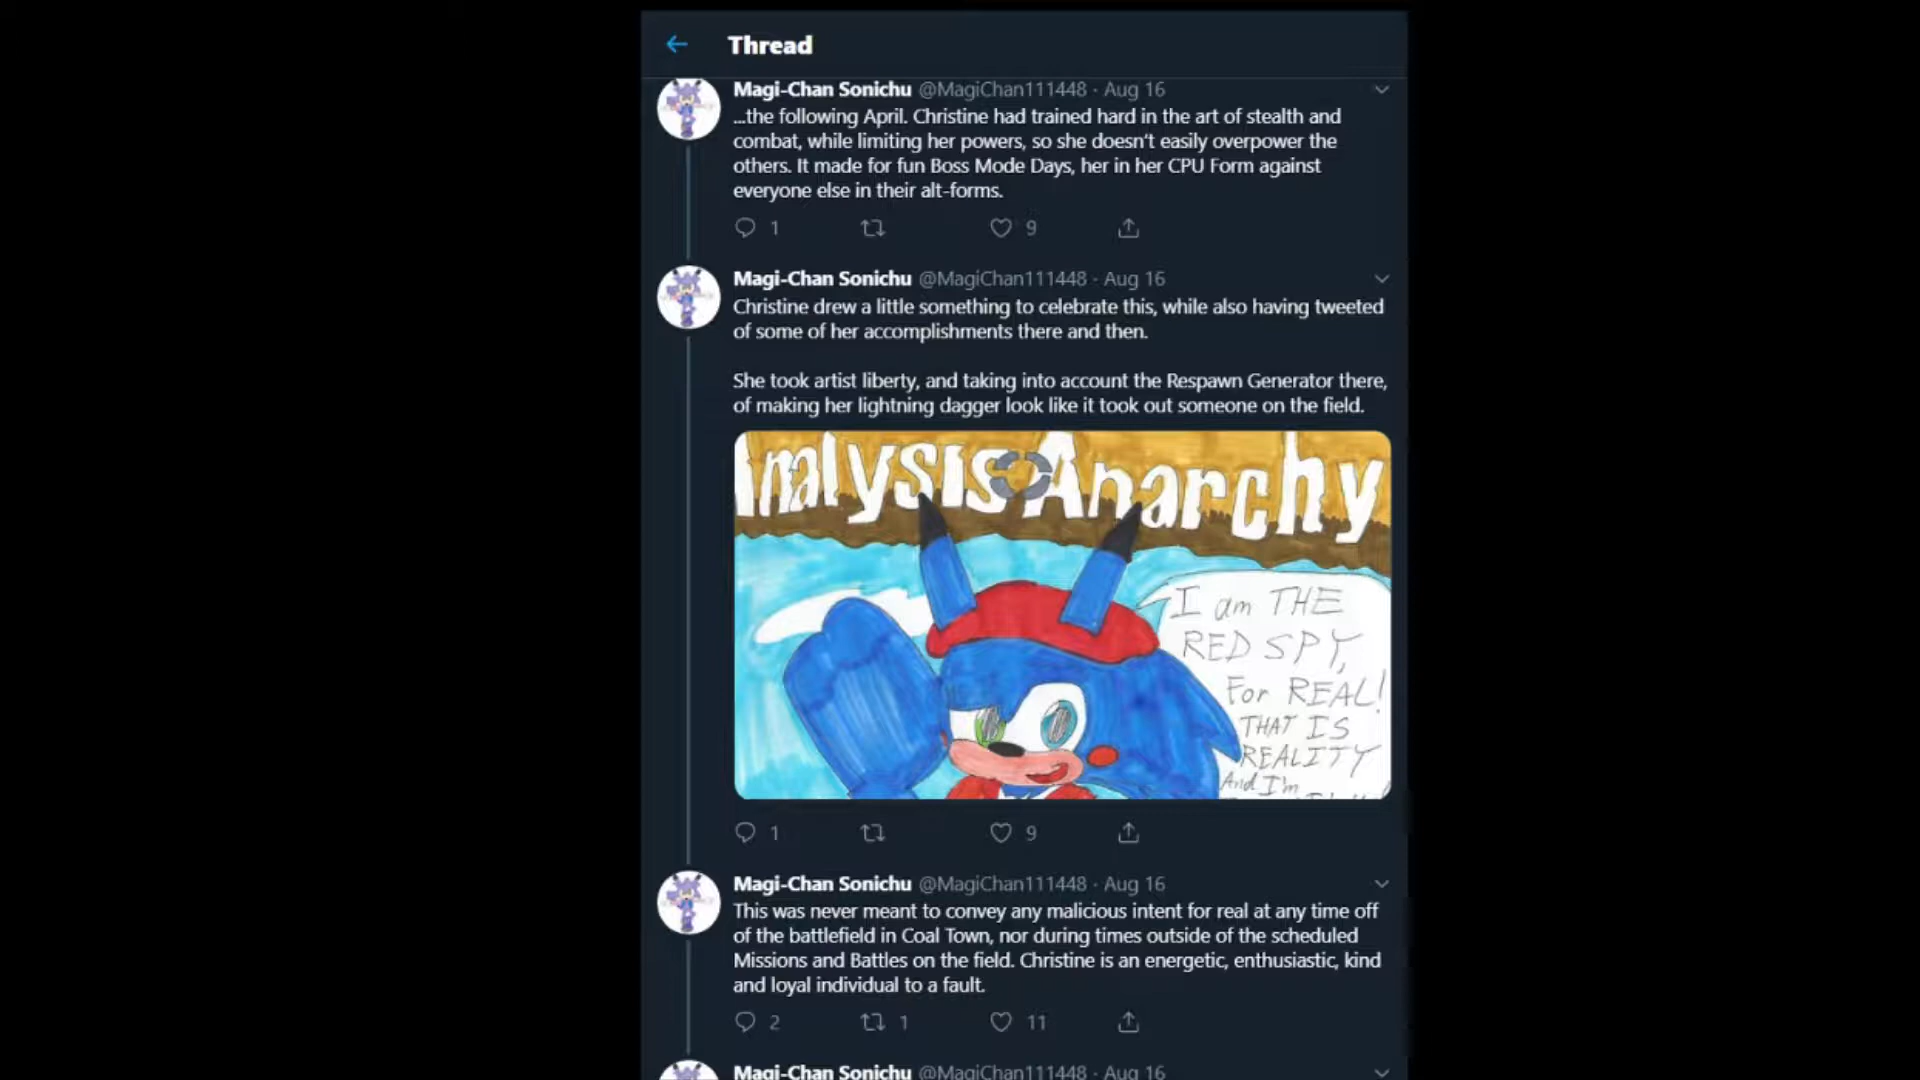 Thread
Magi-Chan Sonichu @MagiChan111448 · Aug 16
...the following April. Christine had trained hard in the art of stealth and
combat, while limiting her powers, so she doesn't easily overpower the
others. It made for fun Boss Mode Days, her in her CPU Form against
everyone else in their alt-forms.
1 9
Magi-Chan Sonichu @MagiChan111448 · Aug 16
Christine drew a little something to celebrate this, while also having tweeted
of some of her accomplishments there and then.
She took artist liberty, and taking into account the Respawn Generator there,
of making her lightning dagger look like it took out someone on the field.
nalysis Anarchy
I am THE
RED SPY,
For REAL!
THAT IS
REALITY
And I'm
1 9
Magi-Chan Sonichu @MagiChan111448 · Aug 16
This was never meant to convey any malicious intent for real at any time off
of the battlefield in Coal Town, nor during times outside of the scheduled
Missions and Battles on the field. Christine is an energetic, enthusiastic, kind
and loyal individual to a fault.
2 1 11
Magi-Chan Sonichu @MagiChan111448 · Aug 16